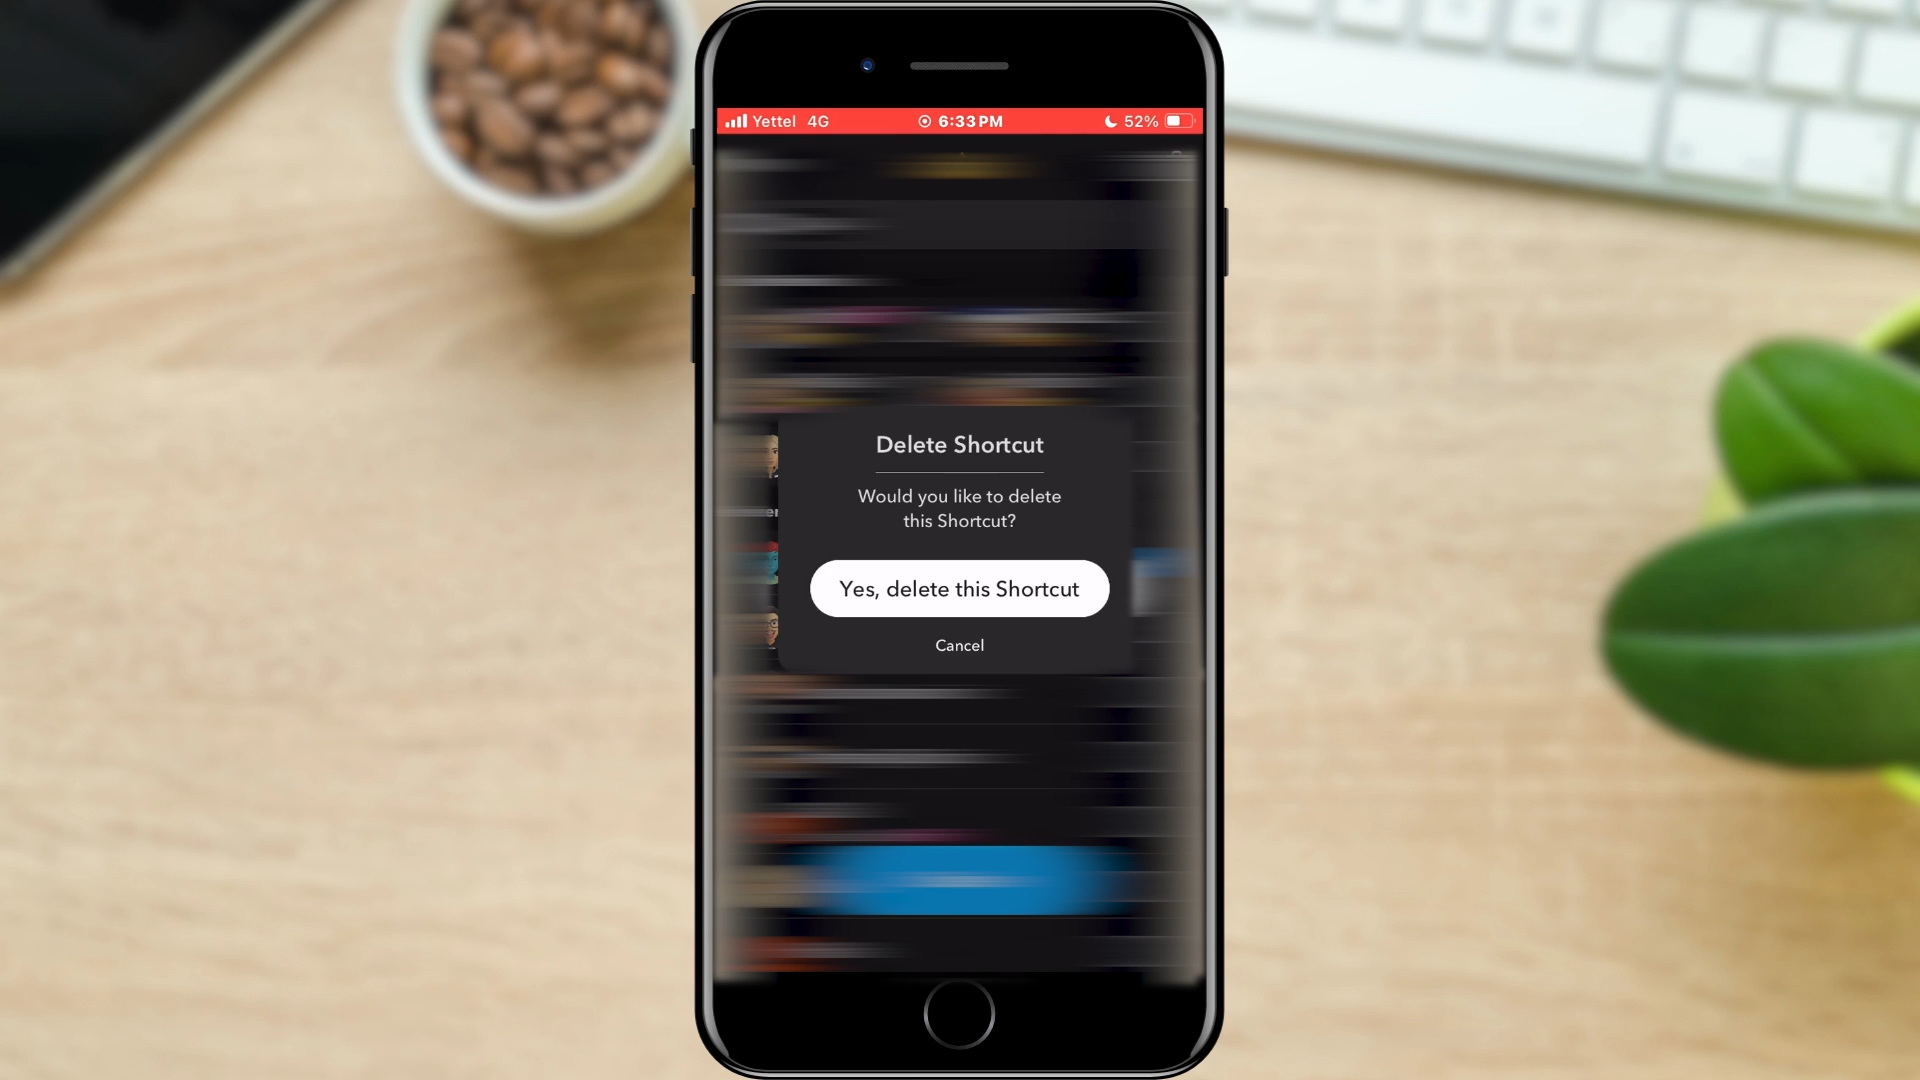 Yettel 4G 6:33 PM 52%
Delete Shortcut
Would you like to delete
this Shortcut?
Yes, delete this Shortcut
Cancel